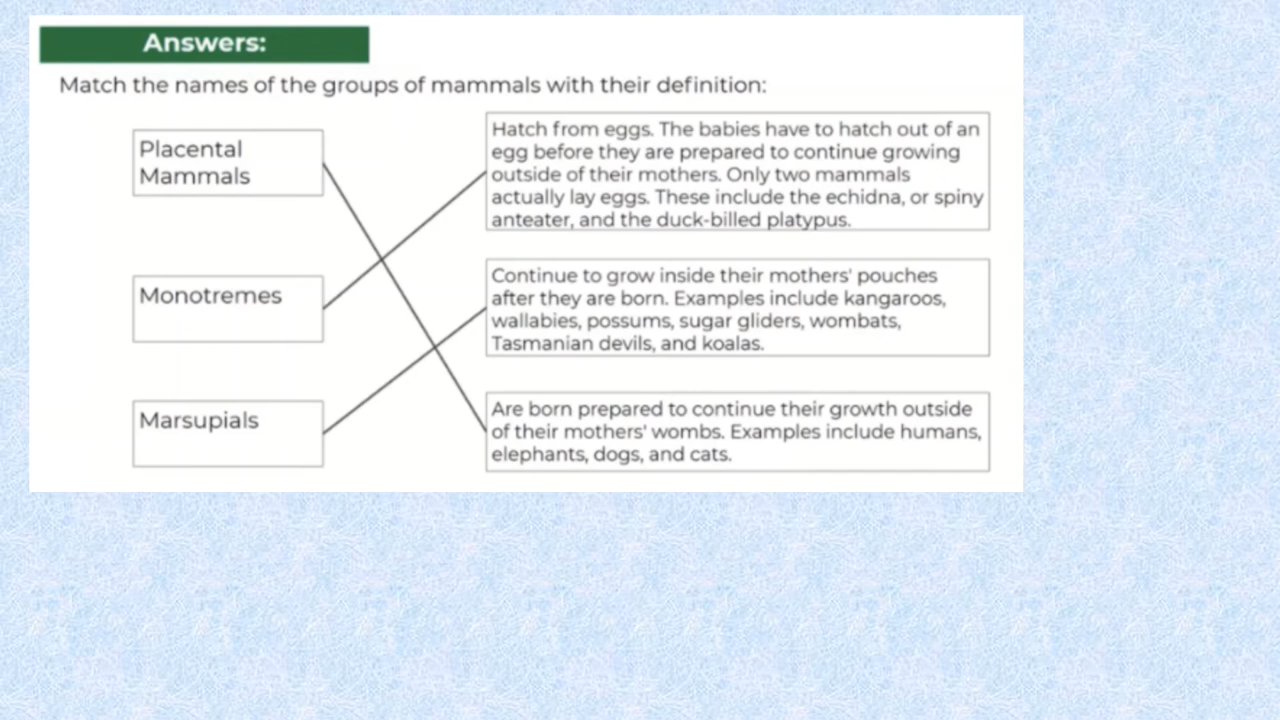 Answers:
Match the names of the groups of mammals with their definition:
Placental
Mammals
Hatch from eggs. The babies have to hatch out of an
egg before they are prepared to continue growing
outside of their mothers. Only two mammals
actually lay eggs. These include the echidna, or spiny
anteater, and the duck-billed platypus.
Monotremes
Continue to grow inside their mothers' pouches
after they are born. Examples include kangaroos,
wallabies, possums, sugar gliders, wombats,
Tasmanian devils, and koalas.
Marsupials
Are born prepared to continue their growth outside
of their mothers' wombs. Examples include humans,
elephants, dogs, and cats.